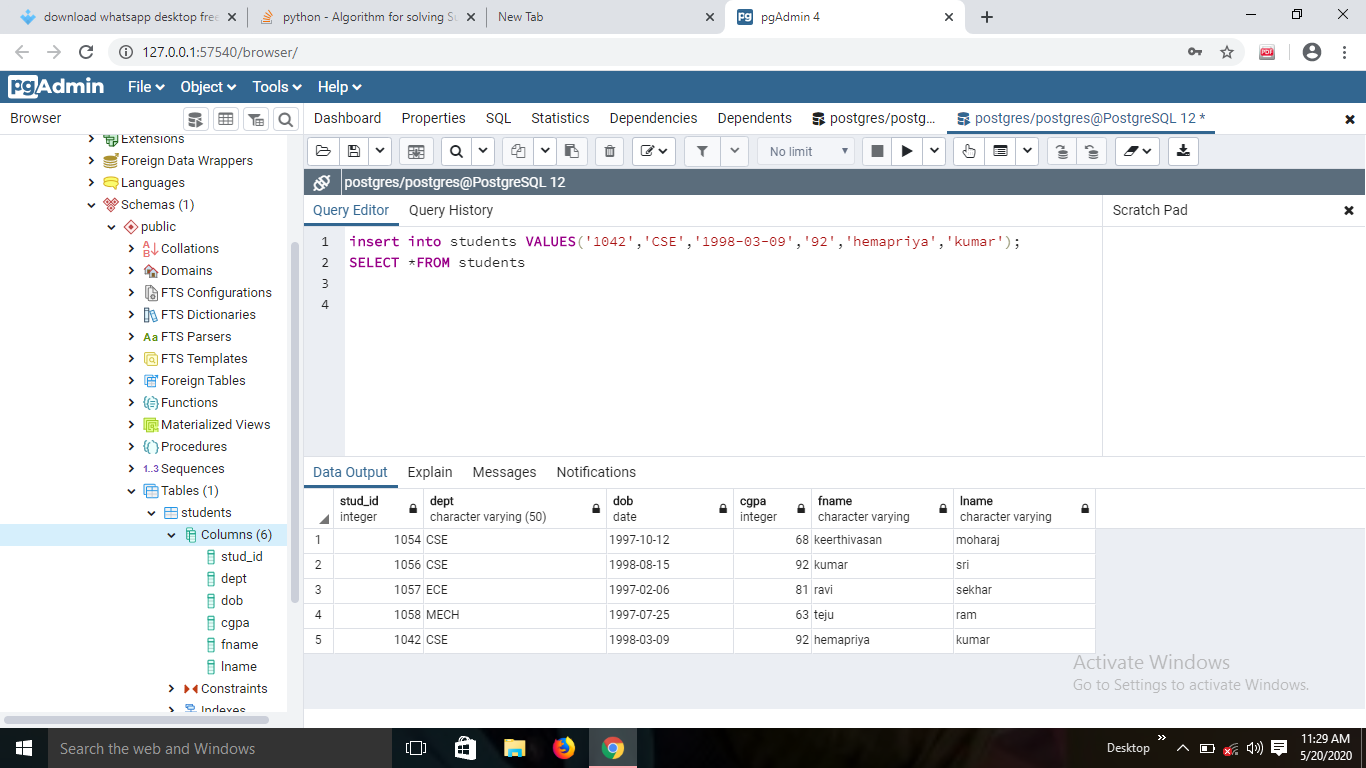 download whatsapp desktop free
python - Algorithm for solving Su
New Tab
pgAdmin 4
127.0.0.1:57540/browser/
PDF
pgAdmin File Object Tools Help
Browser
Dashboard Properties SQL Statistics Dependencies Dependents postgres/postg... postgres/postgres@PostgreSQL 12 *
No limit
postgres/postgres@PostgreSQL 12
Query Editor Query History
Scratch Pad
1 insert into students VALUES('1042','CSE','1998-03-09','92','hemapriya','kumar');
2 SELECT *FROM students
3
4
Extensions
Foreign Data Wrappers
Languages
Schemas (1)
public
Collations
Domains
FTS Configurations
FTS Dictionaries
Aa FTS Parsers
FTS Templates
Foreign Tables
Functions
Materialized Views
Procedures
1..3 Sequences
Tables (1)
students
Columns (6)
stud_id
dept
dob
cgpa
fname
lname
Constraints
Indexes
Data Output Explain Messages Notifications
stud_id dept dob cgpa fname lname
integer character varying (50) date integer character varying character varying
1 1054 CSE 1997-10-12 68 keerthivasan moharaj
2 1056 CSE 1998-08-15 92 kumar sri
3 1057 ECE 1997-02-06 81 ravi sekhar
4 1058 MECH 1997-07-25 63 teju ram
5 1042 CSE 1998-03-09 92 hemapriya kumar
Activate Windows
Go to Settings to activate Windows.
Search the web and Windows
Desktop
11:29 AM
5/20/2020